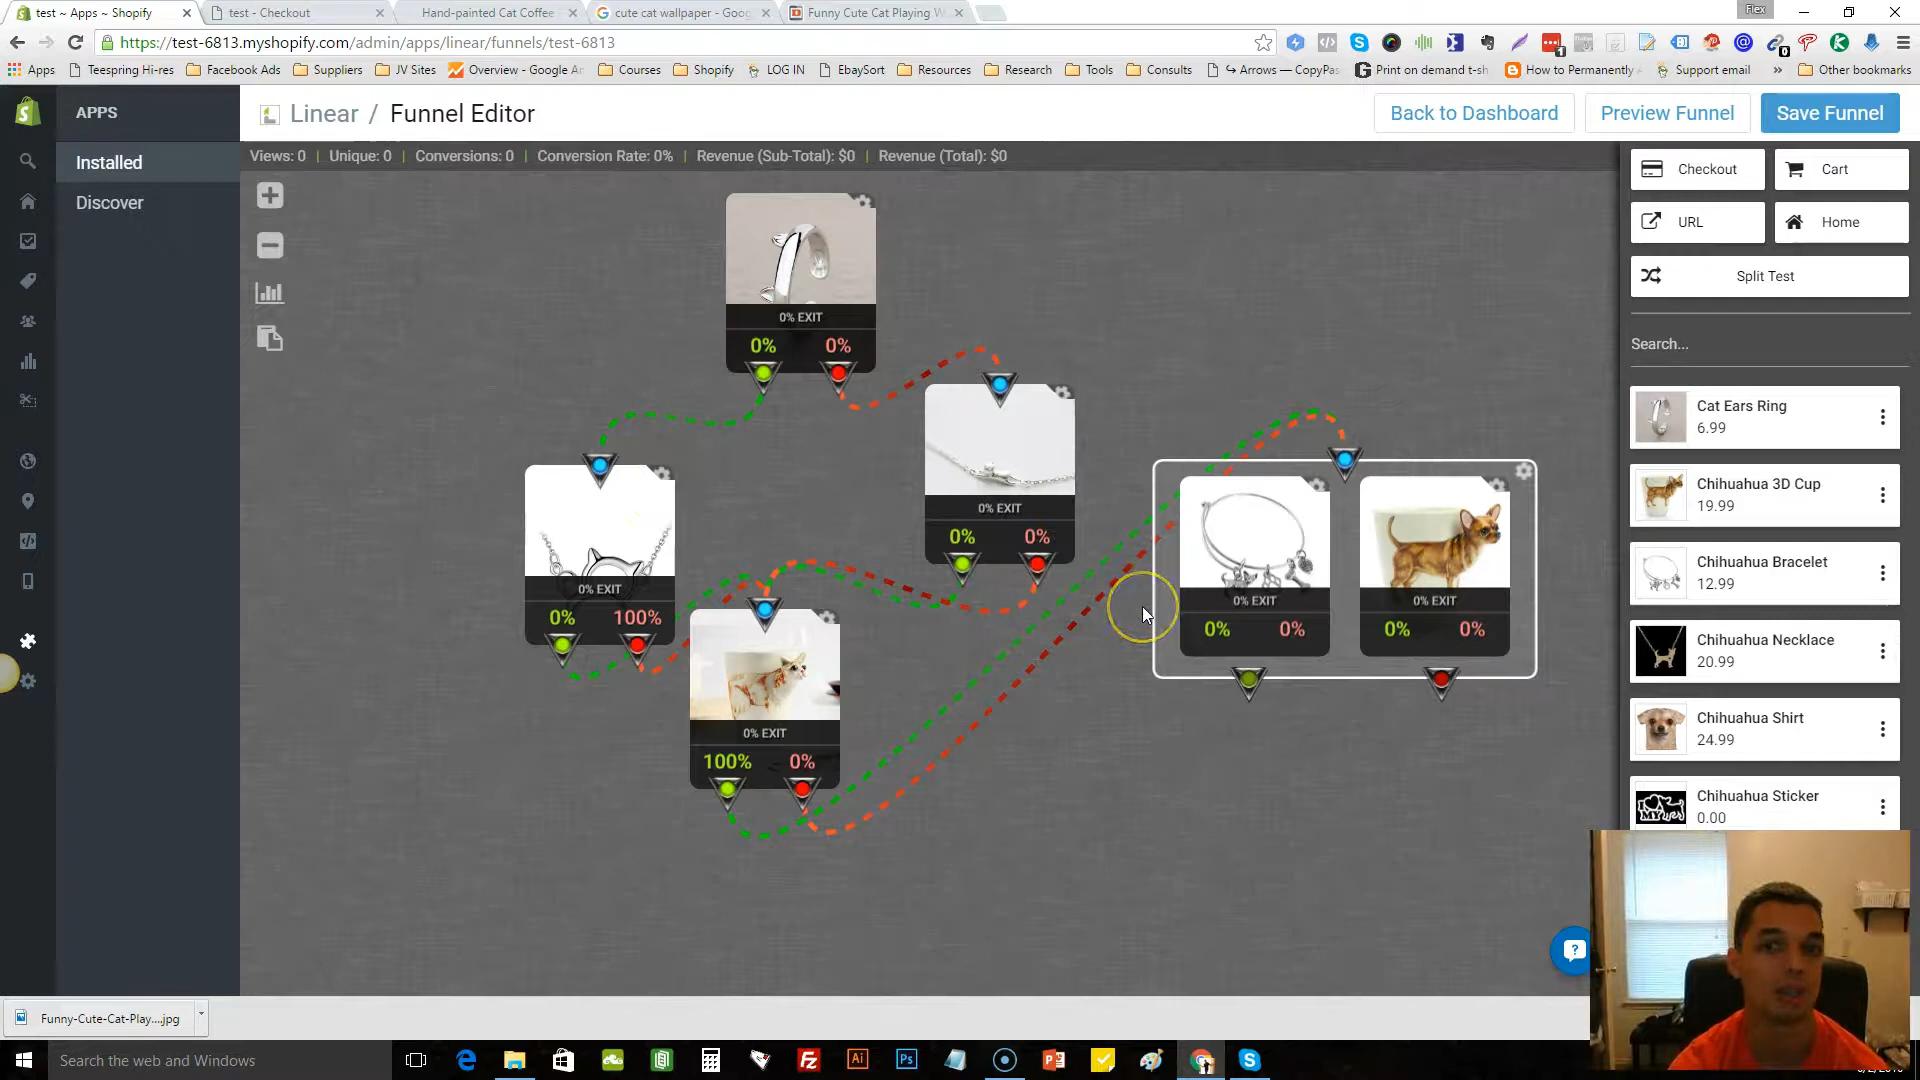 test ~ Apps ~ Shopify
test - Checkout
Hand-painted Cat Coffee
cute cat wallpaper - Goog
Funny Cute Cat Playing W
Flex
https://test-6813.myshopify.com/admin/apps/linear/funnels/test-6813
Apps
Teespring Hi-res
Facebook Ads
Suppliers
JV Sites
Overview - Google An
Courses
Shopify
LOG IN
EbaySort
Resources
Research
Tools
Consults
Arrows — CopyPas
Print on demand t-sh
How to Permanently
Support email
»
Other bookmarks
APPS
Installed
Discover
Linear / Funnel Editor
Back to Dashboard
Preview Funnel
Save Funnel
Views: 0 | Unique: 0 | Conversions: 0 | Conversion Rate: 0% | Revenue (Sub-Total): $0 | Revenue (Total): $0
0% EXIT
0% 0%
0% EXIT
0% 0%
0% EXIT
0% 100%
0% EXIT
100% 0%
0% EXIT
0% 0%
0% EXIT
0% 0%
Checkout
Cart
URL
Home
Split Test
Search...
Cat Ears Ring
6.99
Chihuahua 3D Cup
19.99
Chihuahua Bracelet
12.99
Chihuahua Necklace
20.99
Chihuahua Shirt
24.99
Chihuahua Sticker
0.00
Funny-Cute-Cat-Play....jpg
Search the web and Windows